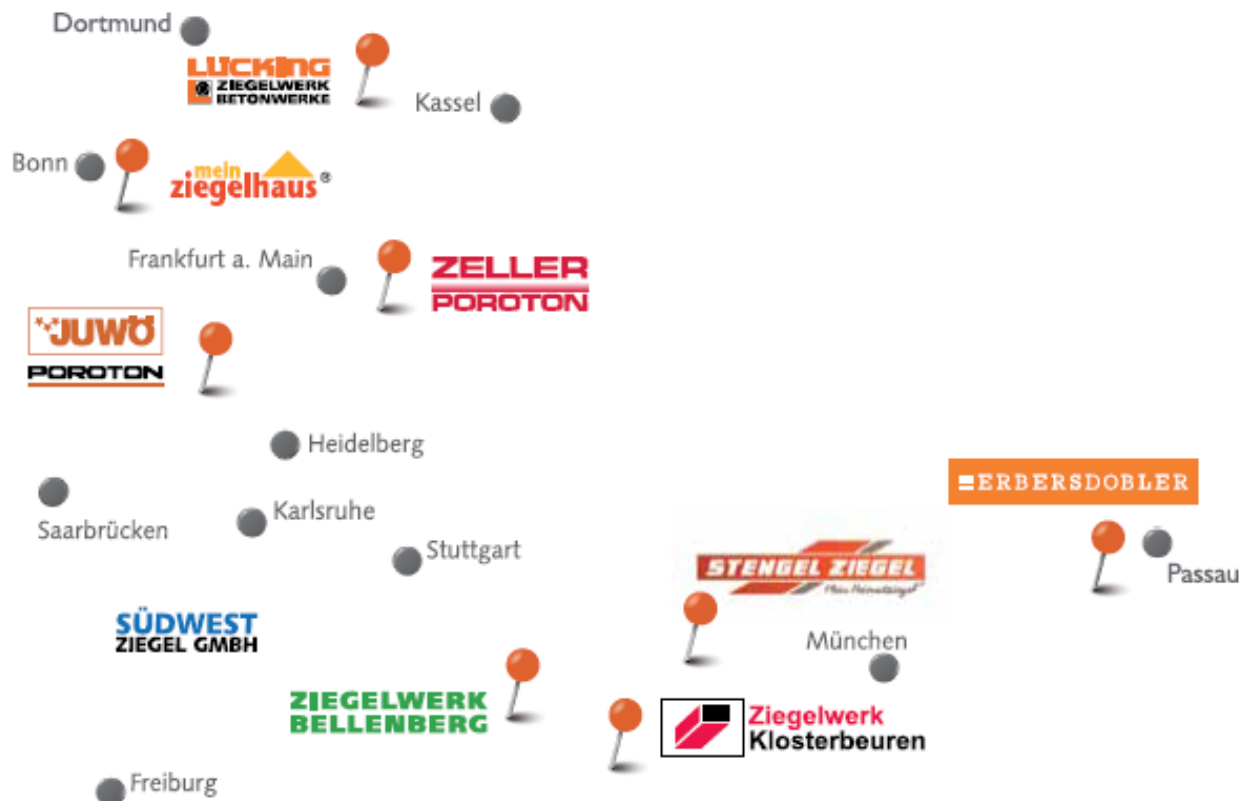 Dortmund
LÜCKING
ZIEGELWERK
BETONWERKE
Kassel
Bonn
mein
ziegelhaus®
Frankfurt a. Main
ZELLER
POROTON
JUWÖ
POROTON
Heidelberg
ERBERSDOBLER
Saarbrücken
Karlsruhe
Stuttgart
STENGEL ZIEGEL
Passau
SÜDWEST
ZIEGEL GMBH
München
ZIEGELWERK
BELLENBERG
Ziegelwerk
Klosterbeuren
Freiburg